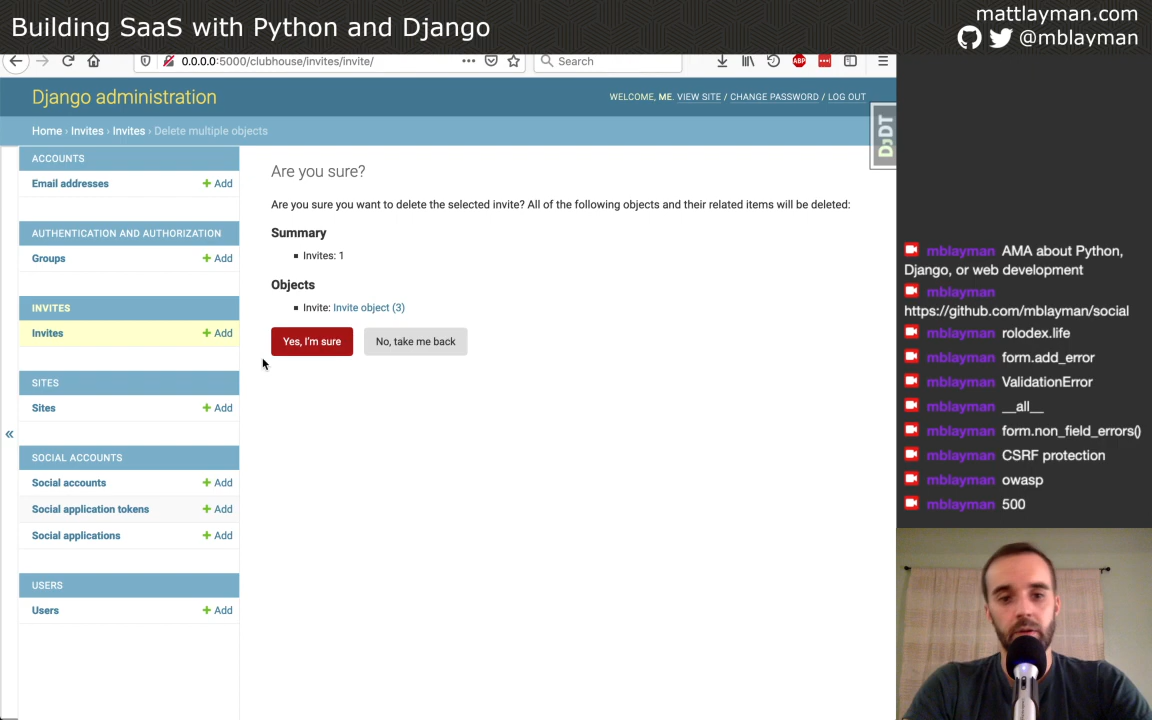 Building SaaS with Python and Django
mattlayman.com
@mblayman
0.0.0.0:5000/clubhouse/invites/invite/
Search
ABP
Django administration
WELCOME, ME. VIEW SITE / CHANGE PASSWORD / LOG OUT
Home › Invites › Invites › Delete multiple objects
DJDT
ACCOUNTS
Email addresses + Add
AUTHENTICATION AND AUTHORIZATION
Groups + Add
INVITES
Invites + Add
SITES
Sites + Add
SOCIAL ACCOUNTS
Social accounts + Add
Social application tokens + Add
Social applications + Add
USERS
Users + Add
«
Are you sure?
Are you sure you want to delete the selected invite? All of the following objects and their related items will be deleted:
Summary
Invites: 1
Objects
Invite: Invite object (3)
Yes, I'm sure
No, take me back
mblayman AMA about Python,
Django, or web development
mblayman
https://github.com/mblayman/social
mblayman rolodex.life
mblayman form.add_error
mblayman ValidationError
mblayman __all__
mblayman form.non_field_errors()
mblayman CSRF protection
mblayman owasp
mblayman 500